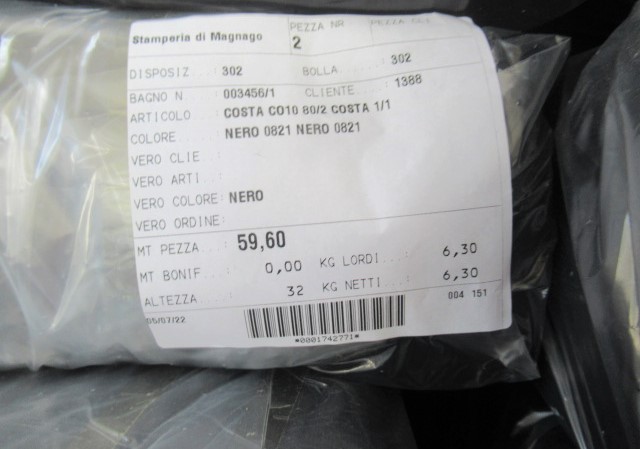 Stamperia di Magnago PEZZA NR
2
DISPOSIZ...: 302 BOLLA....: 302
BAGNO N....: 003456/1 CLIENTE...: 1388
ARTICOLO...: COSTA CO10 80/2 COSTA 1/1
COLORE.....: NERO 0821 NERO 0821
VERO CLIE :
VERO ARTI.:
VERO COLORE: NERO
VERO ORDINE:
MT PEZZA...: 59,60
MT BONIF...: 0,00 KG LORDI...: 6,30
ALTEZZA....: 32 KG NETTI...: 6,30
05/07/22 004 151
*0001742771*